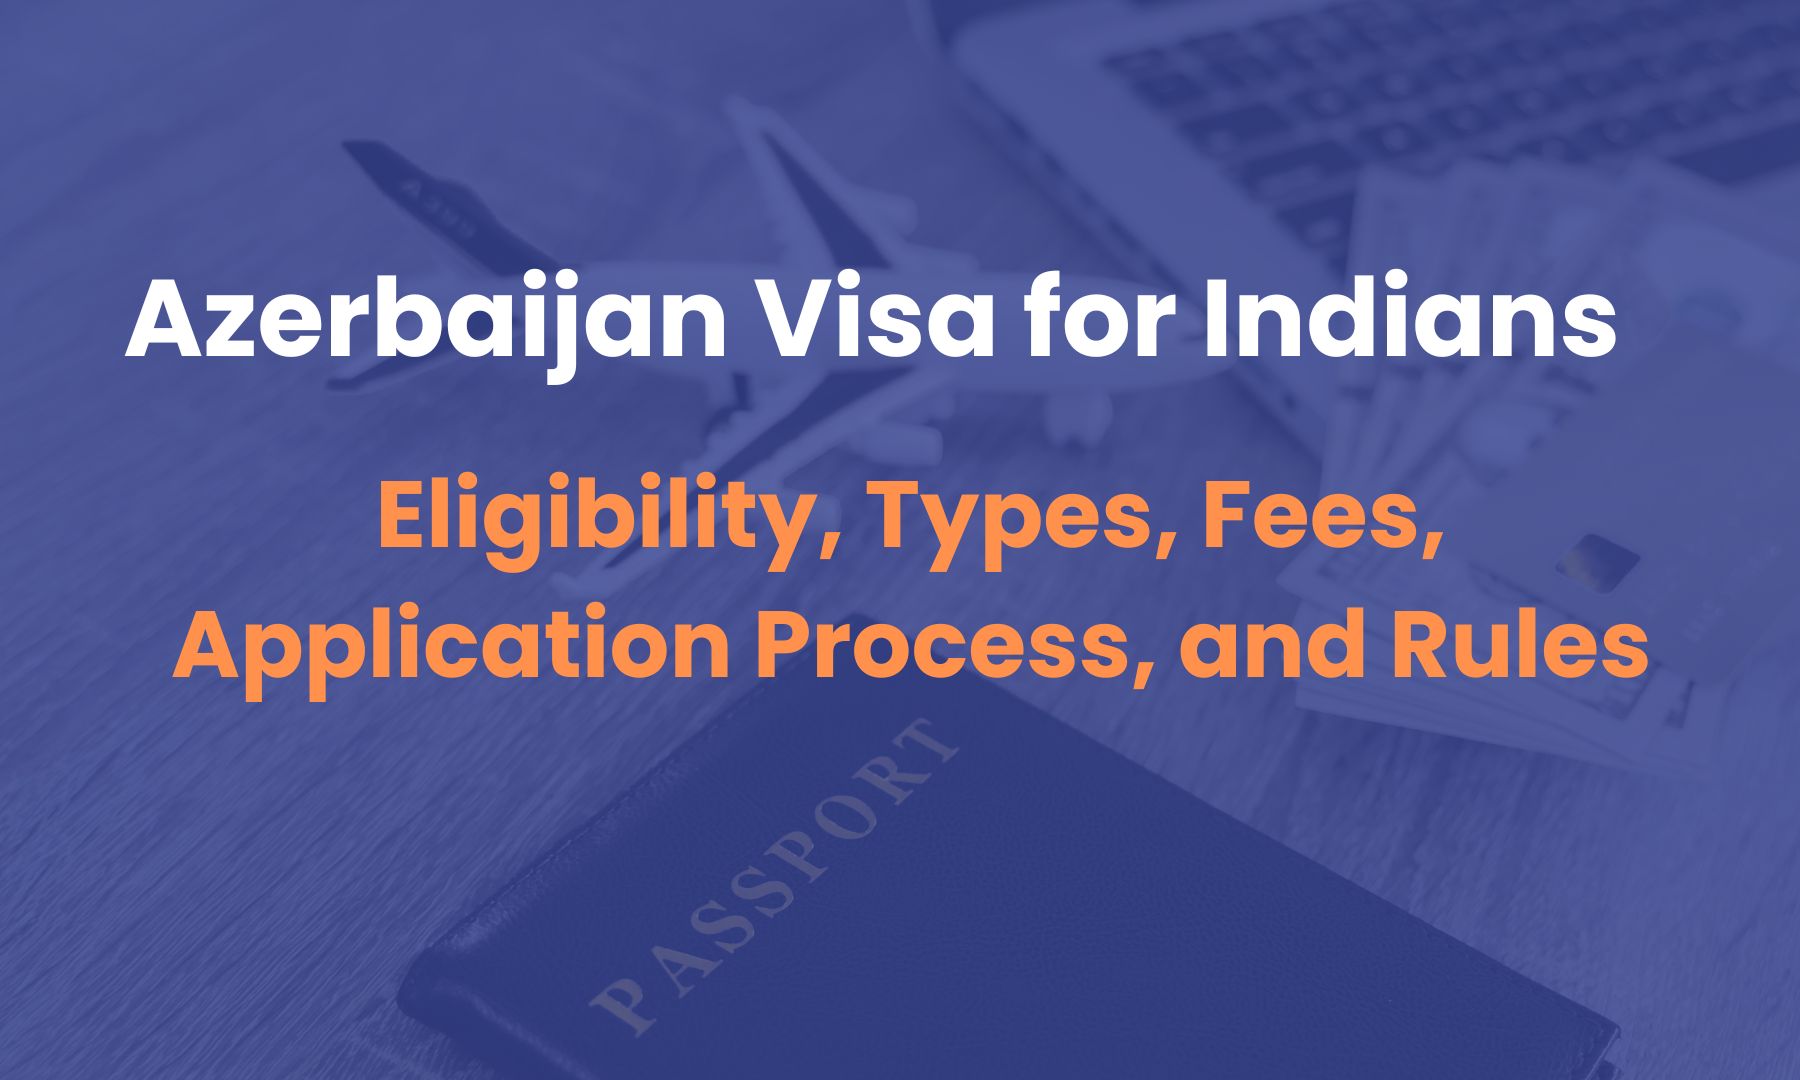 Azerbaijan Visa for Indians
Eligibility, Types, Fees,
Application Process, and Rules
PASSPORT